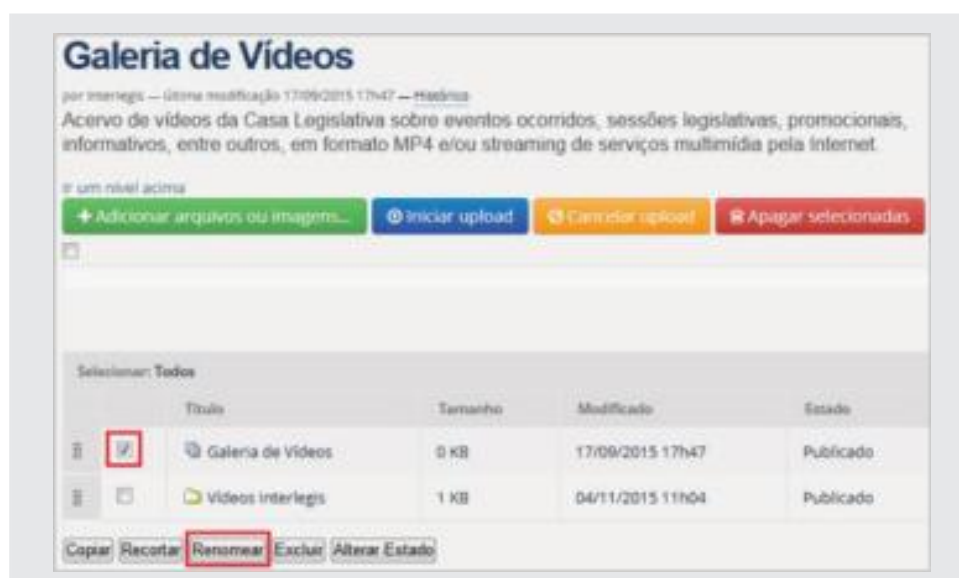 Galeria de Vídeos
por Interlegis — última modificação 17/09/2015 17h47 — Histórico
Acervo de vídeos da Casa Legislativa sobre eventos ocorridos, sessões legislativas, promocionais,
informativos, entre outros, em formato MP4 e/ou streaming de serviços multimídia pela Internet
Ir um nível acima
+ Adicionar arquivos ou imagens... Iniciar upload Cancelar upload Apagar selecionadas
Selecionar: Todos
Título Tamanho Modificado Estado
Galeria de Vídeos 0 KB 17/09/2015 17h47 Publicado
Vídeos Interlegis 1 KB 04/11/2015 11h04 Publicado
Copiar Recortar Renomear Excluir Alterar Estado